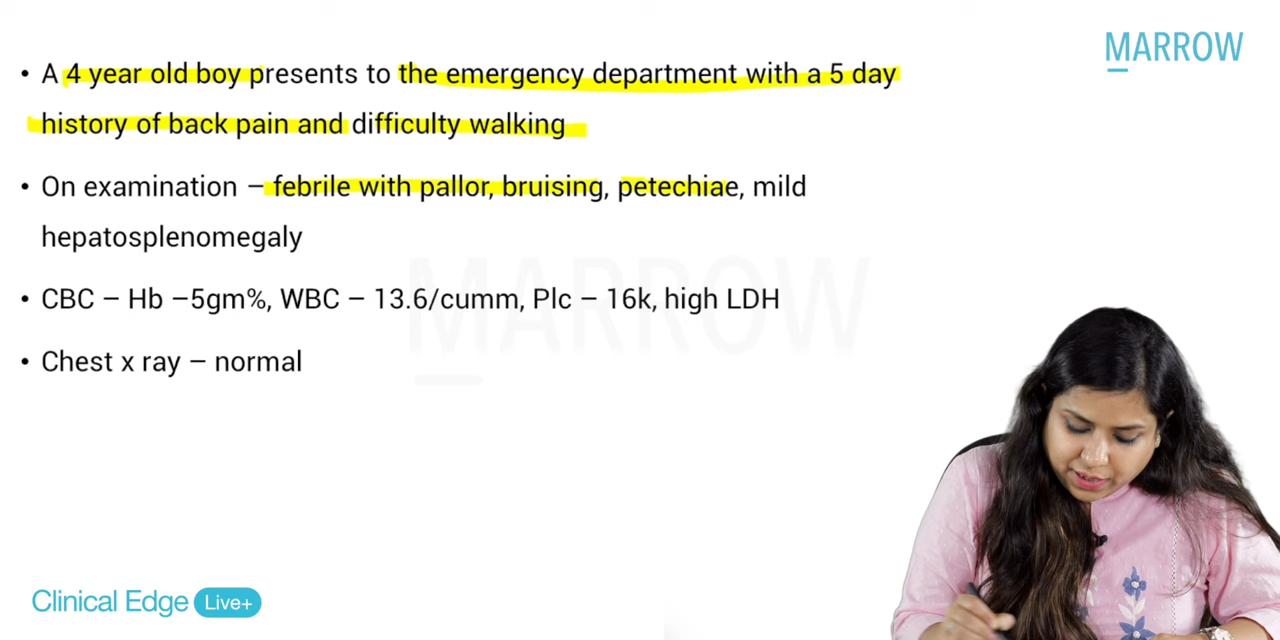 MARROW
• A 4 year old boy presents to the emergency department with a 5 day
history of back pain and difficulty walking
• On examination – febrile with pallor, bruising, petechiae, mild
hepatosplenomegaly
• CBC – Hb –5gm%, WBC – 13.6/cumm, Plc – 16k, high LDH
• Chest x ray – normal
MARROW
Clinical Edge Live+